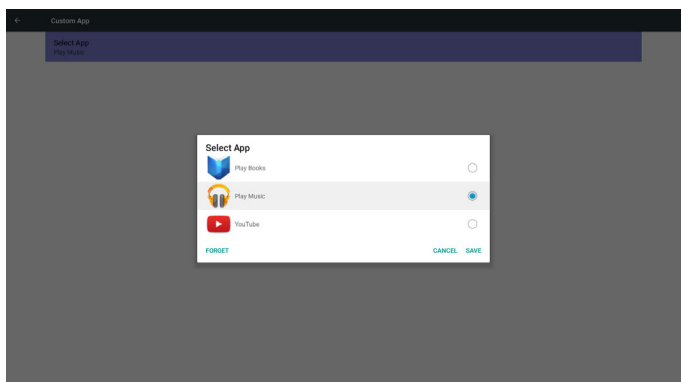 Custom App
Select App
Play Music
Select App
Play Books
Play Music
YouTube
FORGET
CANCEL SAVE